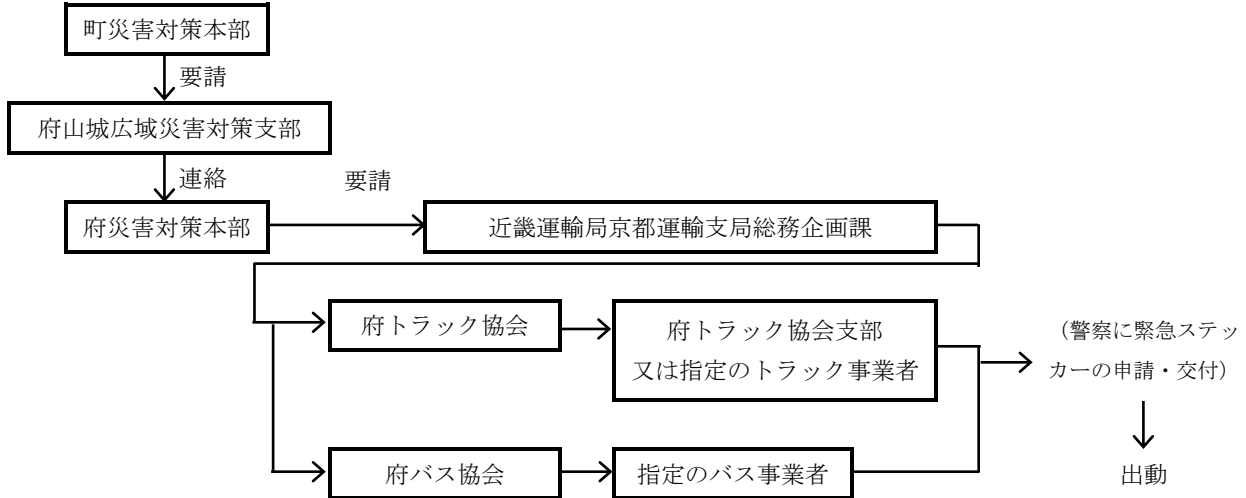 町災害対策本部
要請
府山城広域災害対策支部
連絡
要請
府災害対策本部
近畿運輸局京都運輸支局総務企画課
府トラック協会
府トラック協会支部
又は指定のトラック事業者
（警察に緊急ステッ
カーの申請・交付）
府バス協会
指定のバス事業者
出動